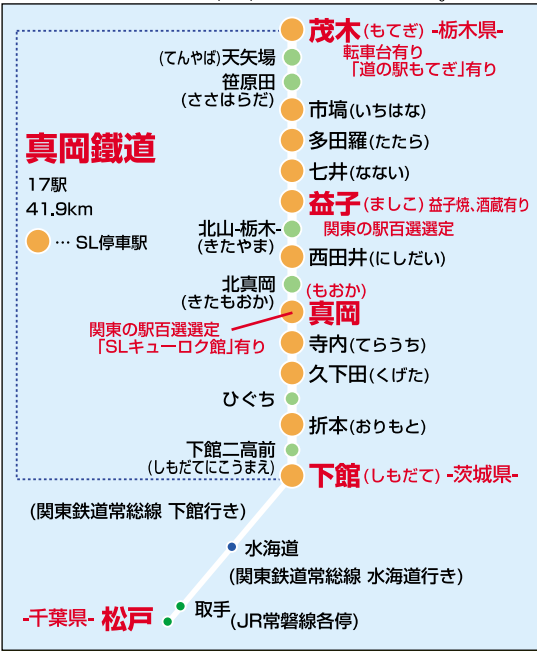 茂木(もてぎ) -栃木県-
転車台有り
「道の駅もてぎ」有り
(てんやば)天矢場
笹原田
(ささはらだ)
市塙(いちはな)
多田羅(たたら)
真岡鐵道
17駅
41.9km
… SL停車駅
七井(なない)
益子(ましこ) 益子焼、酒蔵有り
関東の駅百選選定
北山-栃木-
(きたやま)
西田井(にしだい)
北真岡
(きたもおか)
(もおか)
真岡
関東の駅百選選定
「SLキューロク館」有り
寺内(てらうち)
久下田(くげた)
ひぐち
折本(おりもと)
下館二高前
(しもだてにこうまえ)
下館(しもだて) -茨城県-
(関東鉄道常総線 下館行き)
水海道
(関東鉄道常総線 水海道行き)
取手(JR常磐線各停)
-千葉県- 松戸